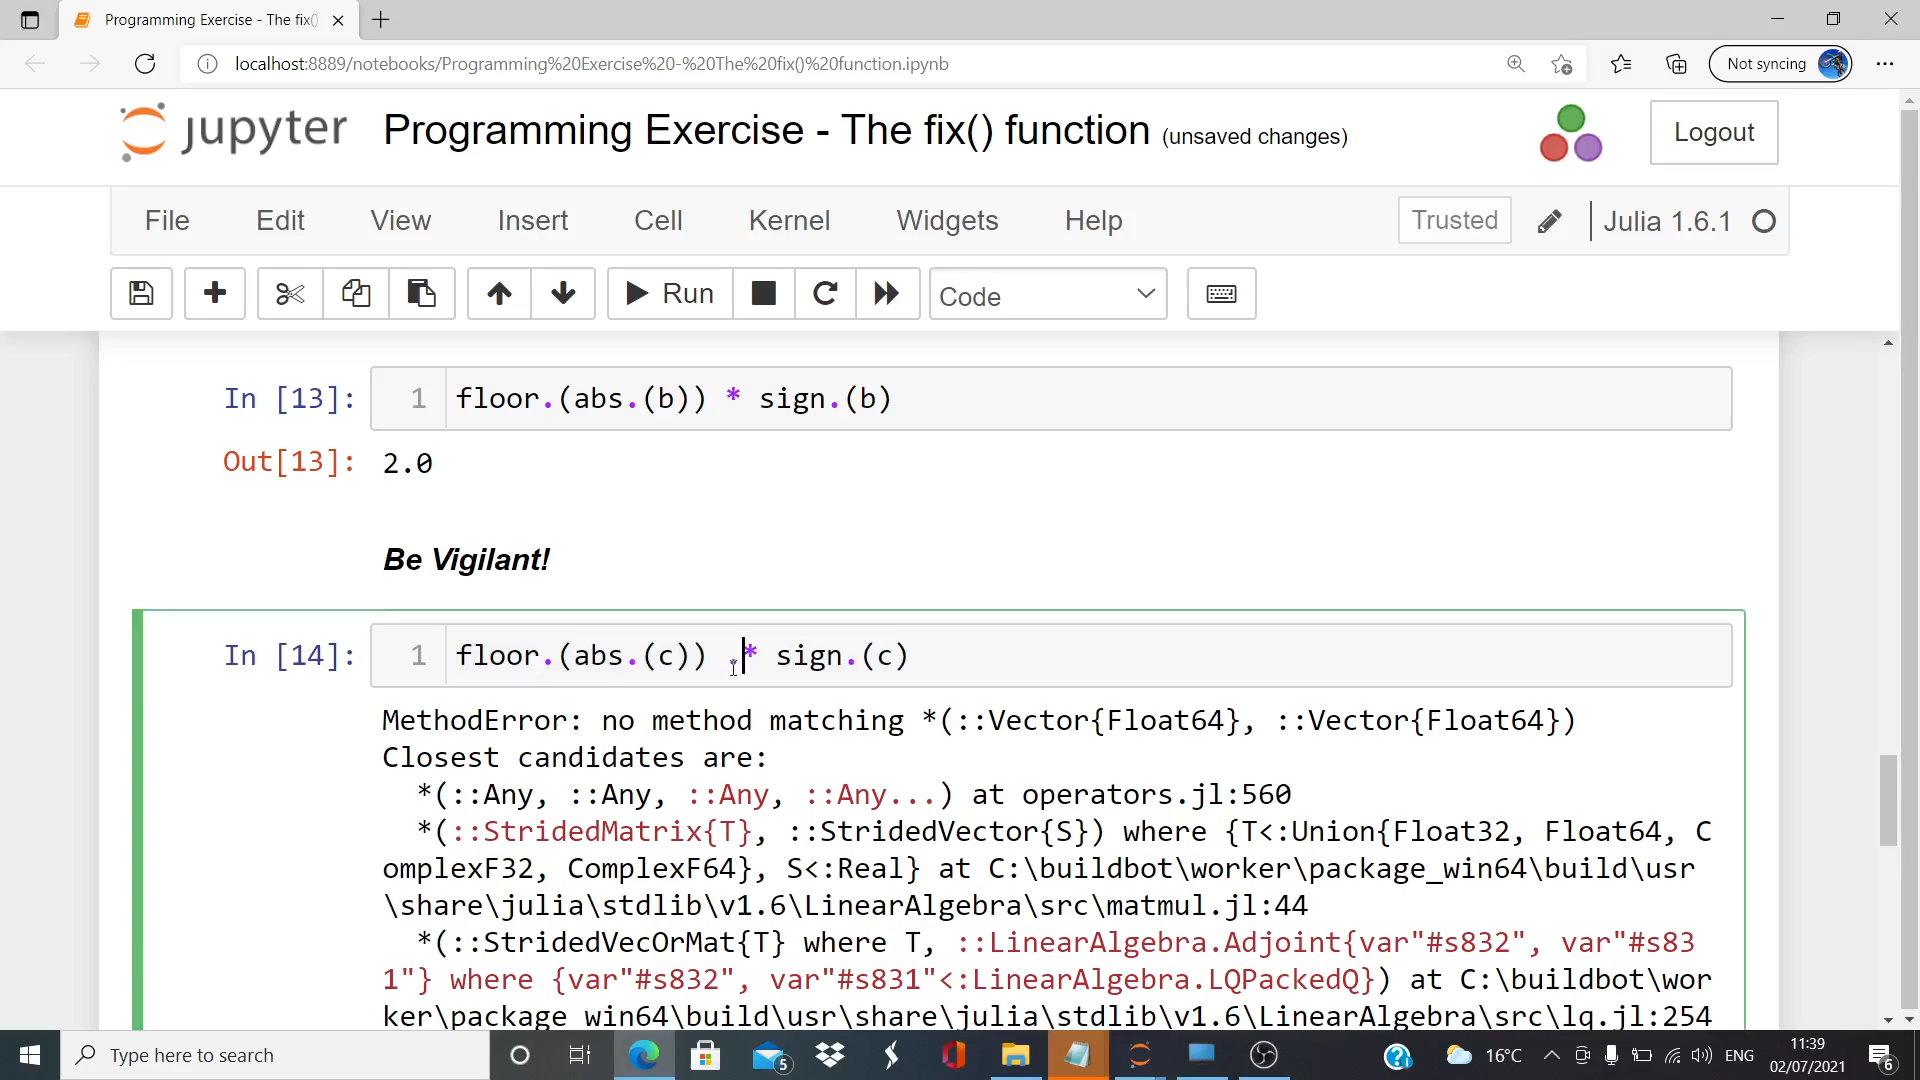 Programming Exercise - The fix()
localhost:8889/notebooks/Programming%20Exercise%20-%20The%20fix()%20function.ipynb
Not syncing
jupyter Programming Exercise - The fix() function (unsaved changes)
Logout
File Edit View Insert Cell Kernel Widgets Help Trusted Julia 1.6.1
Run Code
In [13]: 1 floor.(abs.(b)) * sign.(b)
Out[13]: 2.0
Be Vigilant!
In [14]: 1 floor.(abs.(c)) .* sign.(c)
MethodError: no method matching *(::Vector{Float64}, ::Vector{Float64})
Closest candidates are:
*(::Any, ::Any, ::Any, ::Any...) at operators.jl:560
*(::StridedMatrix{T}, ::StridedVector{S}) where {T<:Union{Float32, Float64, C
omplexF32, ComplexF64}, S<:Real} at C:\buildbot\worker\package_win64\build\usr
\share\julia\stdlib\v1.6\LinearAlgebra\src\matmul.jl:44
*(::StridedVecOrMat{T} where T, ::LinearAlgebra.Adjoint{var"#s832", var"#s83
1"} where {var"#s832", var"#s831"<:LinearAlgebra.LQPackedQ}) at C:\buildbot\wor
ker\package_win64\build\usr\share\julia\stdlib\v1.6\LinearAlgebra\src\lq.jl:254
Type here to search
5
16°C
ENG
11:39
02/07/2021
6